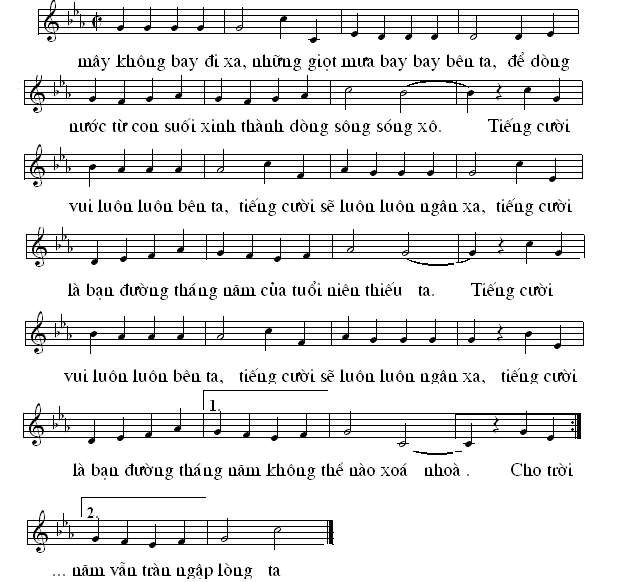 mây không bay đi xa, những giọt mưa bay bay bên ta, để dòng
nước từ con suối xinh thành dòng sông sóng xô. Tiếng cười
vui luôn luôn bên ta, tiếng cười sẽ luôn luôn ngân xa, tiếng cười
là bạn đường tháng năm của tuổi niên thiếu ta. Tiếng cười
vui luôn luôn bên ta, tiếng cười sẽ luôn luôn ngân xa, tiếng cười
1.
là bạn đường tháng năm không thể nào xoá nhoà . Cho trời
2.
... năm vẫn tràn ngập lòng ta